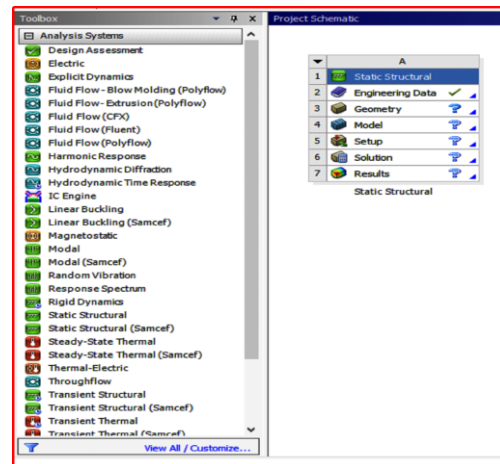 Toolbox
Analysis Systems
Design Assessment
Electric
Explicit Dynamics
Fluid Flow - Blow Molding (Polyflow)
Fluid Flow - Extrusion (Polyflow)
Fluid Flow (CFX)
Fluid Flow (Fluent)
Fluid Flow (Polyflow)
Harmonic Response
Hydrodynamic Diffraction
Hydrodynamic Time Response
IC Engine
Linear Buckling
Linear Buckling (Samcef)
Magnetostatic
Modal
Modal (Samcef)
Random Vibration
Response Spectrum
Rigid Dynamics
Static Structural
Static Structural (Samcef)
Steady-State Thermal
Steady-State Thermal (Samcef)
Thermal-Electric
Throughflow
Transient Structural
Transient Structural (Samcef)
Transient Thermal
Transient Thermal (Samcef)
View All / Customize...
Project Schematic
A
1 Static Structural
2 Engineering Data
3 Geometry ?
4 Model ?
5 Setup ?
6 Solution ?
7 Results ?
Static Structural